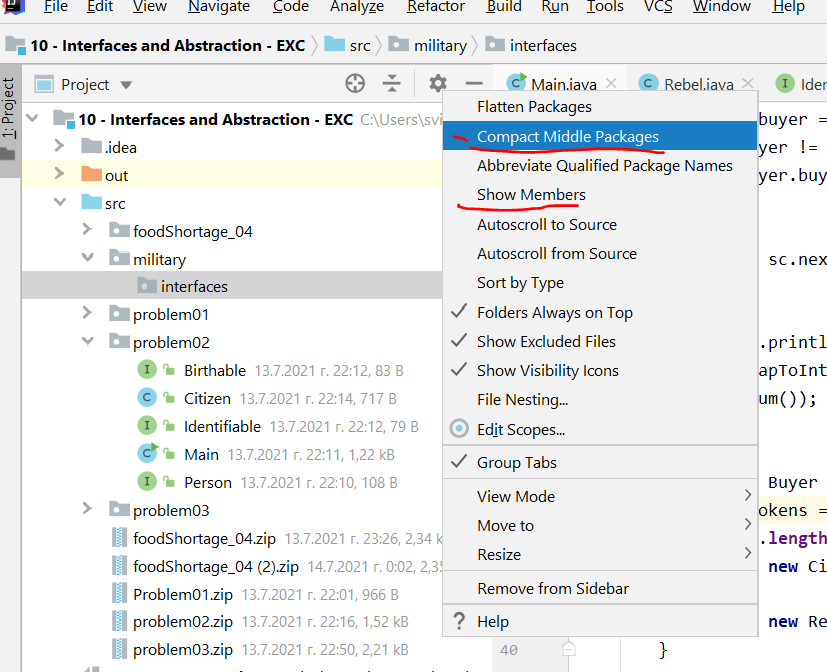 File Edit View Navigate Code Analyze Refactor Build Run Tools VCS Window Help
10 - Interfaces and Abstraction - EXC src military interfaces
1: Project
Project
Main.java Rebel.java Iden
10 - Interfaces and Abstraction - EXC C:\Users\svi
.idea
out
src
foodShortage_04
military
interfaces
problem01
problem02
Birthable 13.7.2021 г. 22:12, 83 B
Citizen 13.7.2021 г. 22:14, 717 B
Identifiable 13.7.2021 г. 22:12, 79 B
Main 13.7.2021 г. 22:11, 1,22 kB
Person 13.7.2021 г. 22:10, 108 B
problem03
foodShortage_04.zip 13.7.2021 г. 23:26, 2,34 k
foodShortage_04 (2).zip 14.7.2021 г. 0:02, 2,35
Problem01.zip 13.7.2021 г. 22:01, 966 B
problem02.zip 13.7.2021 г. 22:16, 1,52 kB
problem03.zip 13.7.2021 г. 22:50, 2,21 kB
Flatten Packages
Compact Middle Packages
Abbreviate Qualified Package Names
Show Members
Autoscroll to Source
Autoscroll from Source
Sort by Type
Folders Always on Top
Show Excluded Files
Show Visibility Icons
File Nesting...
Edit Scopes...
Group Tabs
View Mode
Move to
Resize
Remove from Sidebar
? Help
buyer =
yer !=
yer.buy
sc.nex
.printl
apToInt
um());
Buyer
okens =
.length
new Ci
new Re
40 }